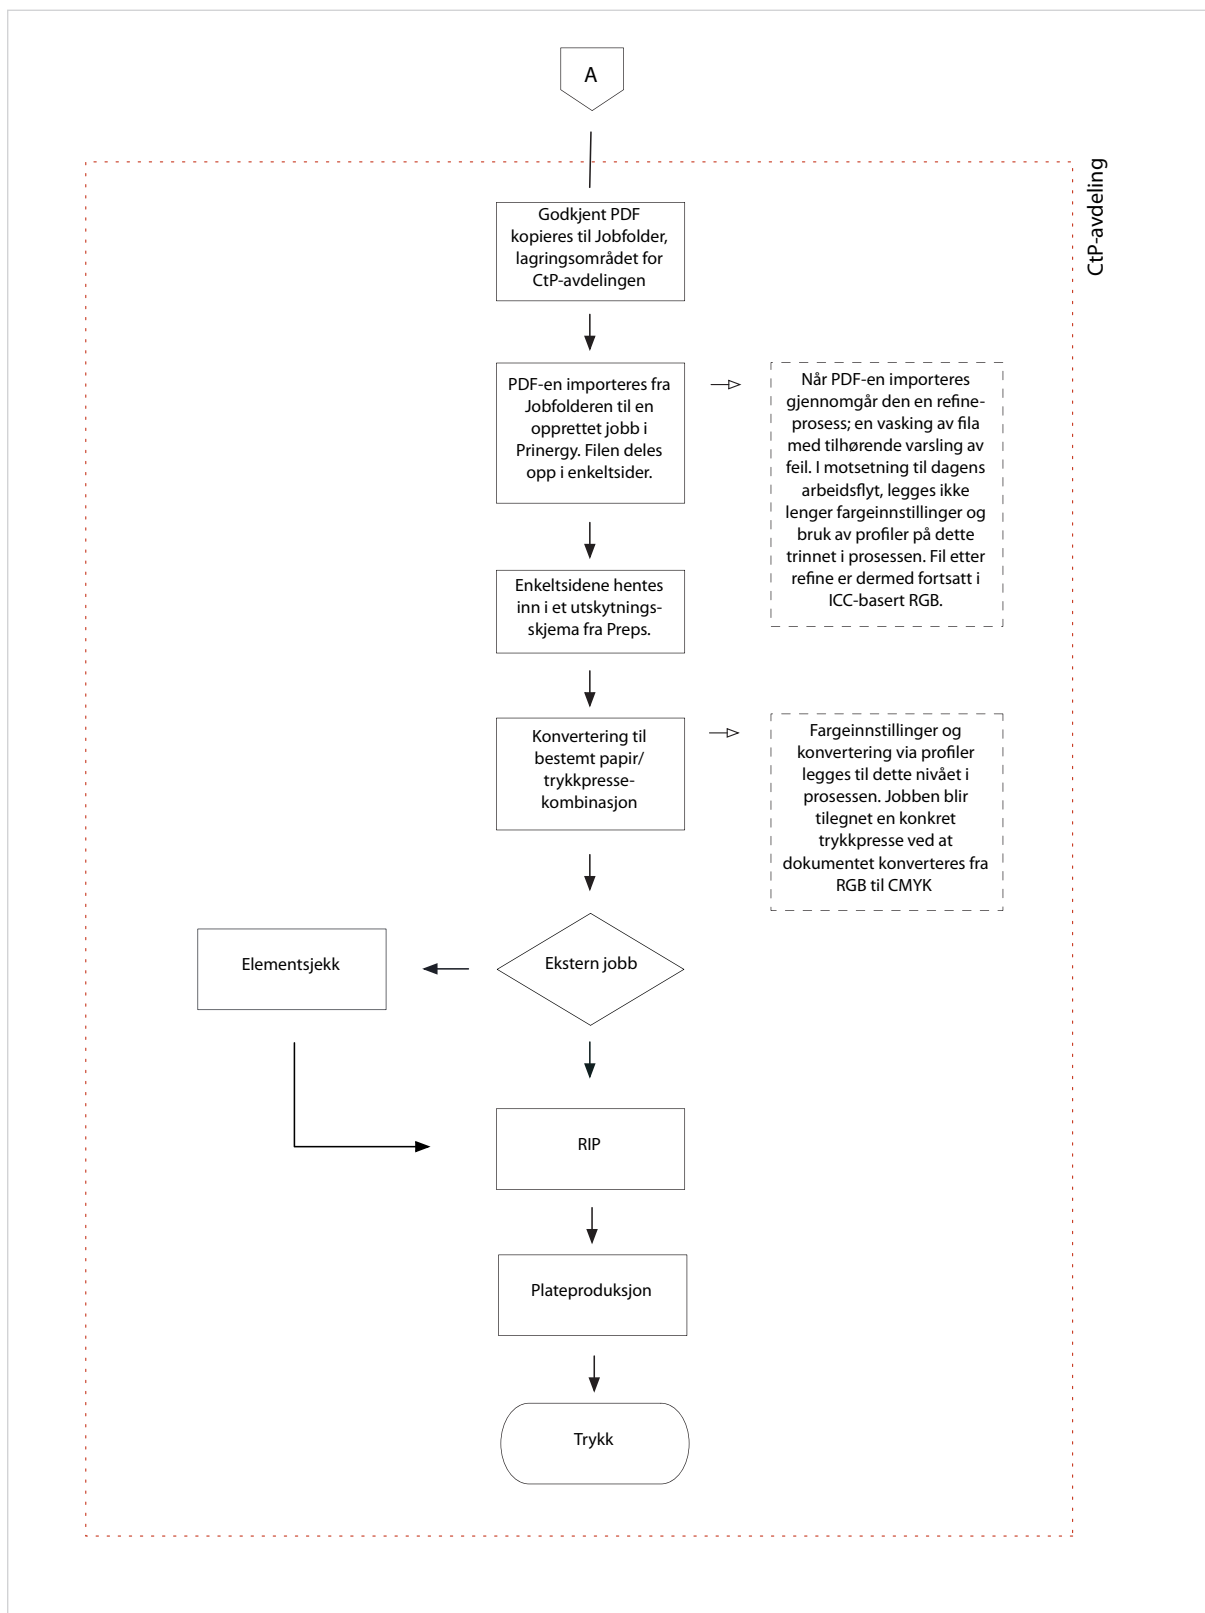 A
CtP-avdeling
Godkjent PDF
kopieres til Jobfolder,
lagringsområdet for
CtP-avdelingen
PDF-en importeres fra
Jobfolderen til en
opprettet jobb i
Prinergy. Filen deles
opp i enkeltsider.
Når PDF-en importeres
gjennomgår den en refine-
prosess; en vasking av fila
med tilhørende varsling av
feil. I motsetning til dagens
arbeidsflyt, legges ikke
lenger fargeinnstillinger og
bruk av profiler på dette
trinnet i prosessen. Fil etter
refine er dermed fortsatt i
ICC-basert RGB.
Enkeltsidene hentes
inn i et utskytnings-
skjema fra Preps.
Konvertering til
bestemt papir/
trykkpresse-
kombinasjon
Fargeinnstillinger og
konvertering via profiler
legges til dette nivået i
prosessen. Jobben blir
tilegnet en konkret
trykkpresse ved at
dokumentet konverteres fra
RGB til CMYK
Ekstern jobb
Elementsjekk
RIP
Plateproduksjon
Trykk